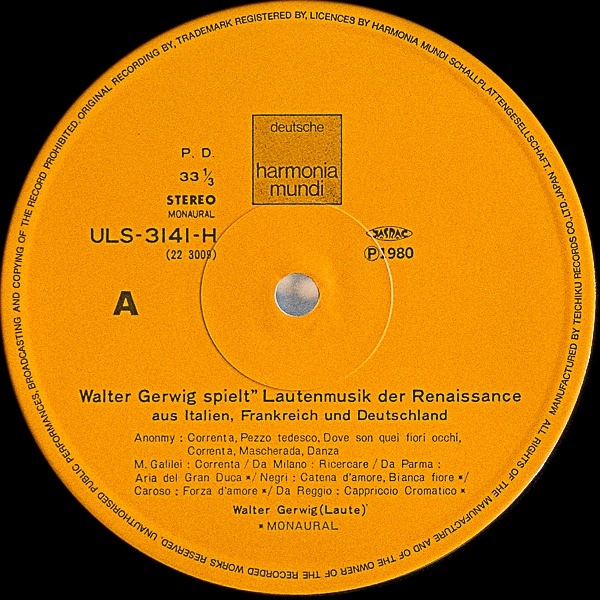 ORIGINAL RECORDING BY, TRADEMARK REGISTERED BY, LICENCES BY HARMONIA MUNDI SCHALLPLATTENGESELLSCHAFT. JAPAN
MANUFACTURED BY TEICHIKU RECORDS CO., LTD.
ALL RIGHTS OF THE MANUFACTURE AND OF THE OWNER OF THE RECORDED WORKS RESERVED. UNAUTHORISED PUBLIC PERFORMANCES, BROADCASTING AND COPYING OF THE RECORD PROHIBITED.
deutsche
harmonia
mundi
P. D.
33 1/3
STEREO
MONAURAL
ULS-3141-H
(22 3009)
JASRAC
Ⓟ1980
A
Walter Gerwig spielt" Lautenmusik der Renaissance
aus Italien, Frankreich und Deutschland
Anonmy : Correnta, Pezzo tedesco, Dove son quei fiori occhi,
Correnta, Mascherada, Danza
M. Galilei : Correnta / Da Milano : Ricercare / Da Parma :
Aria del Gran Duca * / Negri : Catena d'amore, Bianca fiore * /
Caroso : Forza d'amore * / Da Reggio : Cappriccio Cromatico *
Walter Gerwig (Laute)
* MONAURAL